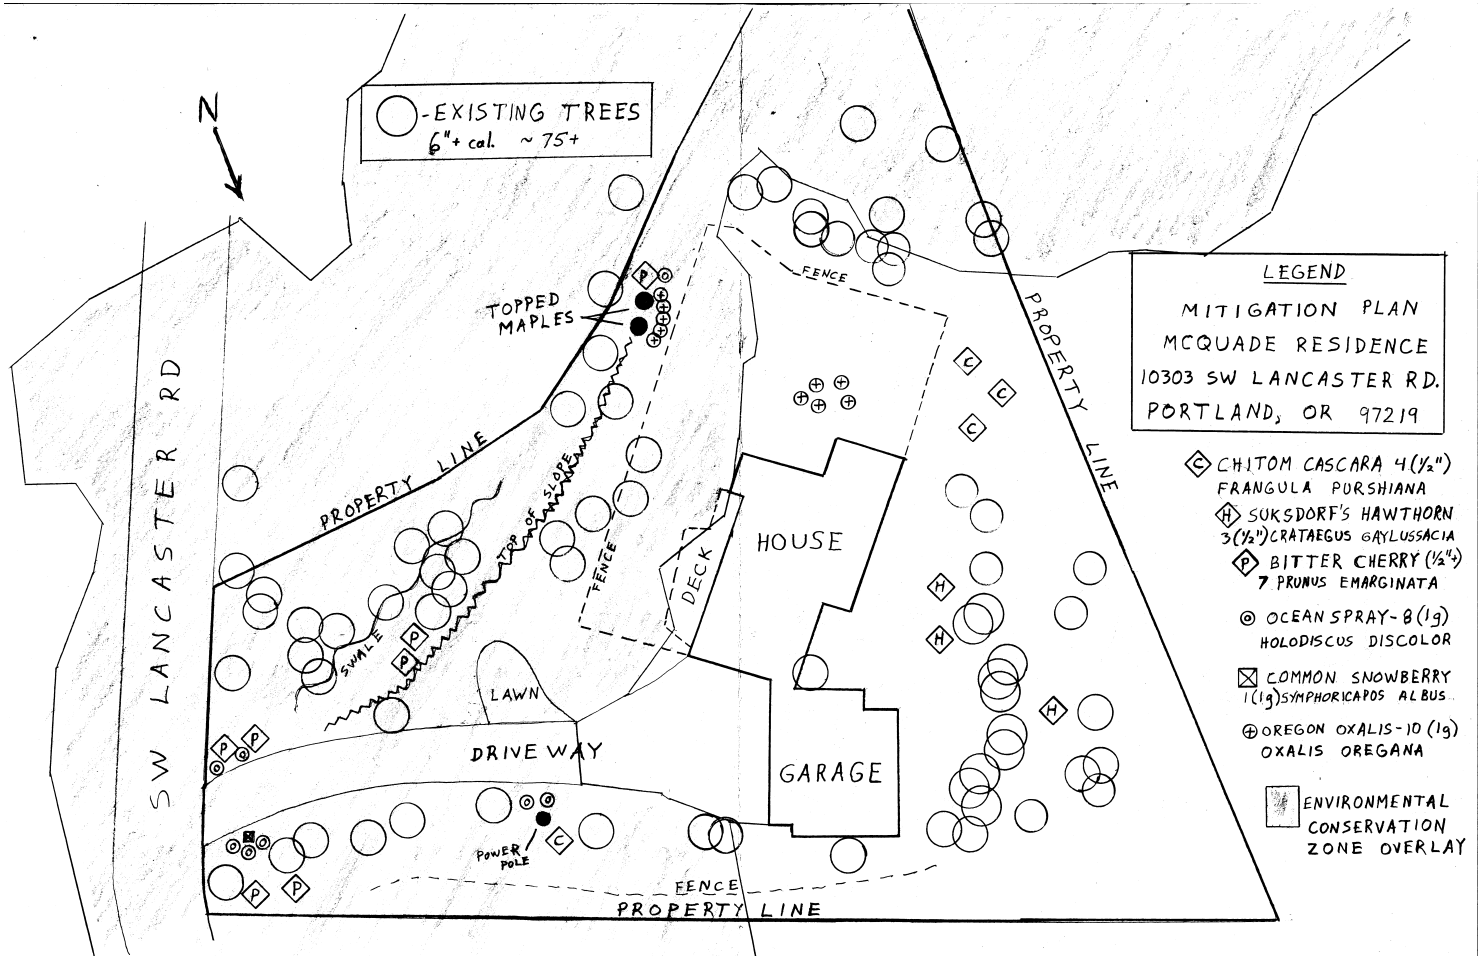 N
-EXISTING TREES
6"+ cal. ~ 75+
TOPPED
MAPLES
P
FENCE
PROPERTY LINE
LEGEND
MITIGATION PLAN
MCQUADE RESIDENCE
10303 SW LANCASTER RD.
PORTLAND, OR 97219
C CHITOM CASCARA 4 (1/2")
FRANGULA PURSHIANA
H SUKSDORF'S HAWTHORN
3 (1/2") CRATAEGUS GAYLUSSACIA
P BITTER CHERRY (1/2"+)
7 PRUNUS EMARGINATA
OCEAN SPRAY-8 (1g)
HOLODISCUS DISCOLOR
COMMON SNOWBERRY
1 (1g) SYMPHORICAPOS ALBUS
OREGON OXALIS-10 (1g)
OXALIS OREGANA
ENVIRONMENTAL
CONSERVATION
ZONE OVERLAY
SW LANCASTER RD
PROPERTY LINE
TOP OF SLOPE
FENCE
SWALE
P
P
C
C
C
H
H
H
DECK
HOUSE
LAWN
DRIVEWAY
GARAGE
P
P
POWER
POLE
C
P
P
FENCE
PROPERTY LINE